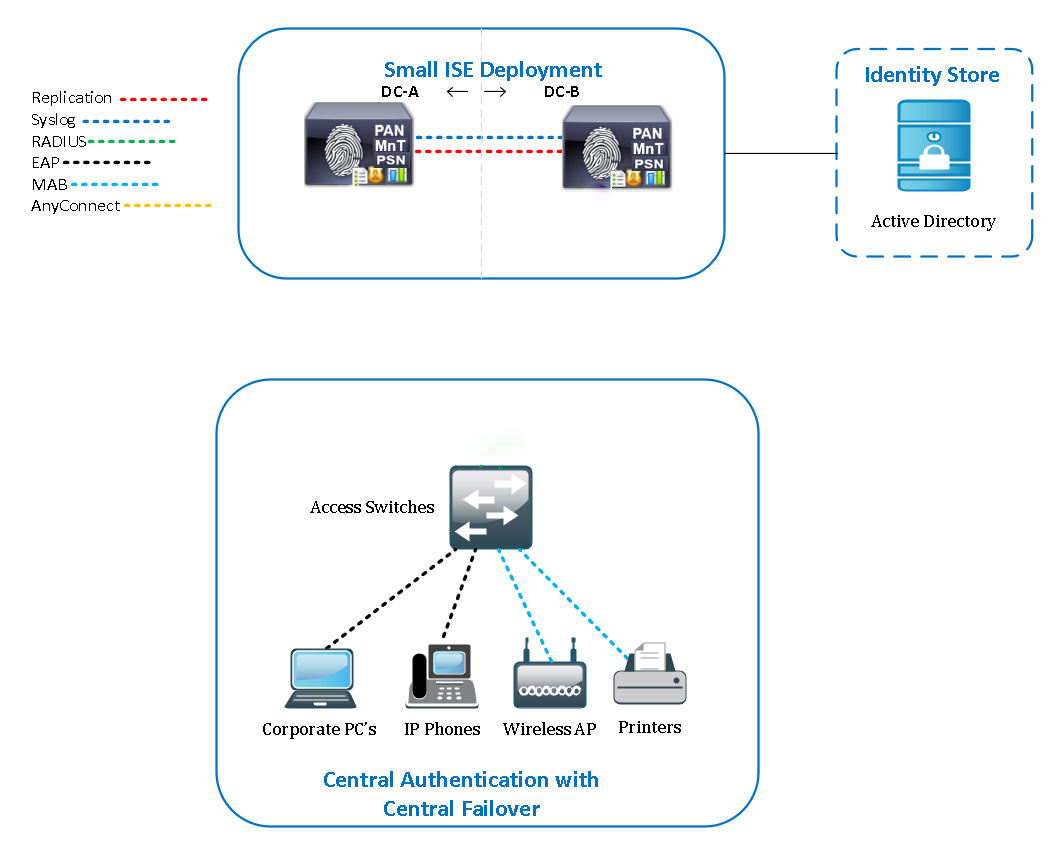 Small ISE Deployment
DC-A
DC-B
Identity Store
Replication
Syslog
RADIUS
EAP
MAB
AnyConnect
PAN
MnT
PSN
PAN
MnT
PSN
Active Directory
Access Switches
Corporate PC's
IP Phones
Wireless AP
Printers
Central Authentication with
Central Failover